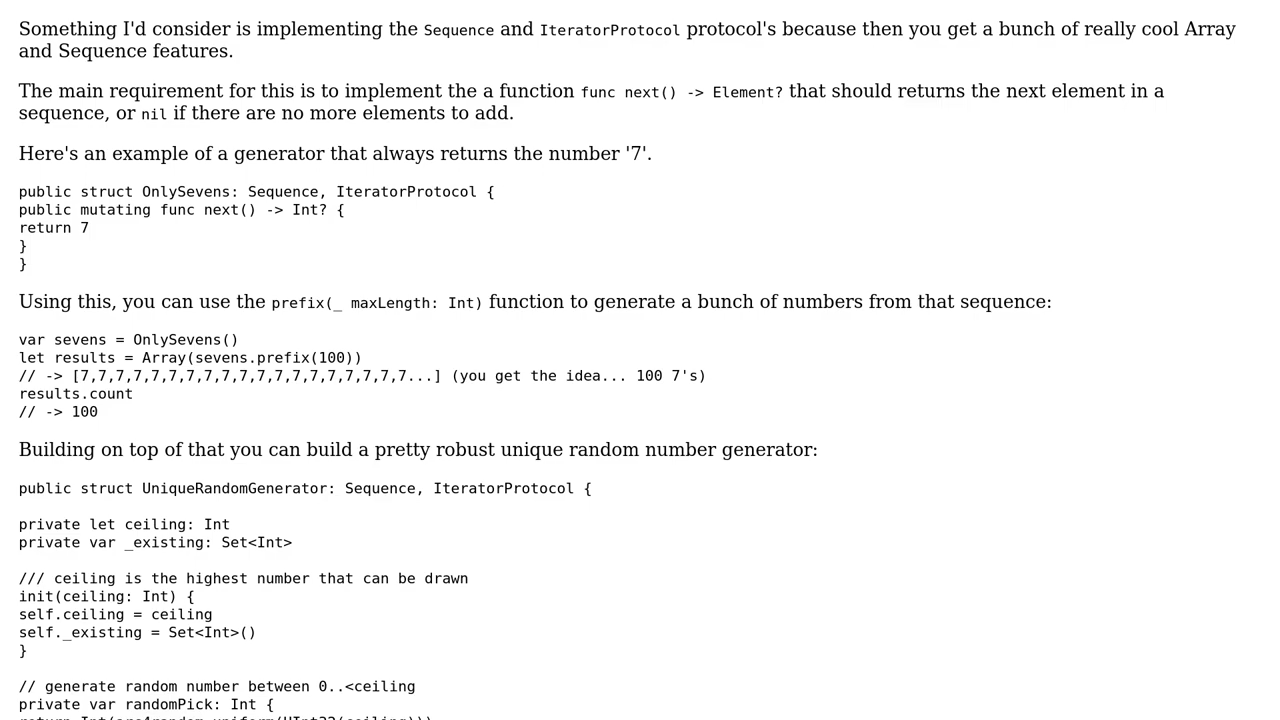 Something I'd consider is implementing the Sequence and IteratorProtocol protocol's because then you get a bunch of really cool Array
and Sequence features.
The main requirement for this is to implement the a function func next() -> Element? that should returns the next element in a
sequence, or nil if there are no more elements to add.
Here's an example of a generator that always returns the number '7'.
public struct OnlySevens: Sequence, IteratorProtocol {
public mutating func next() -> Int? {
return 7
}
}
Using this, you can use the prefix(_ maxLength: Int) function to generate a bunch of numbers from that sequence:
var sevens = OnlySevens()
let results = Array(sevens.prefix(100))
// -> [7,7,7,7,7,7,7,7,7,7,7,7,7,7,7,7,7,7,7...] (you get the idea... 100 7's)
results.count
// -> 100
Building on top of that you can build a pretty robust unique random number generator:
public struct UniqueRandomGenerator: Sequence, IteratorProtocol {
private let ceiling: Int
private var _existing: Set<Int>
/// ceiling is the highest number that can be drawn
init(ceiling: Int) {
self.ceiling = ceiling
self._existing = Set<Int>()
}
// generate random number between 0..<ceiling
private var randomPick: Int {
return Int(arc4random_uniform(UInt32(ceiling)))